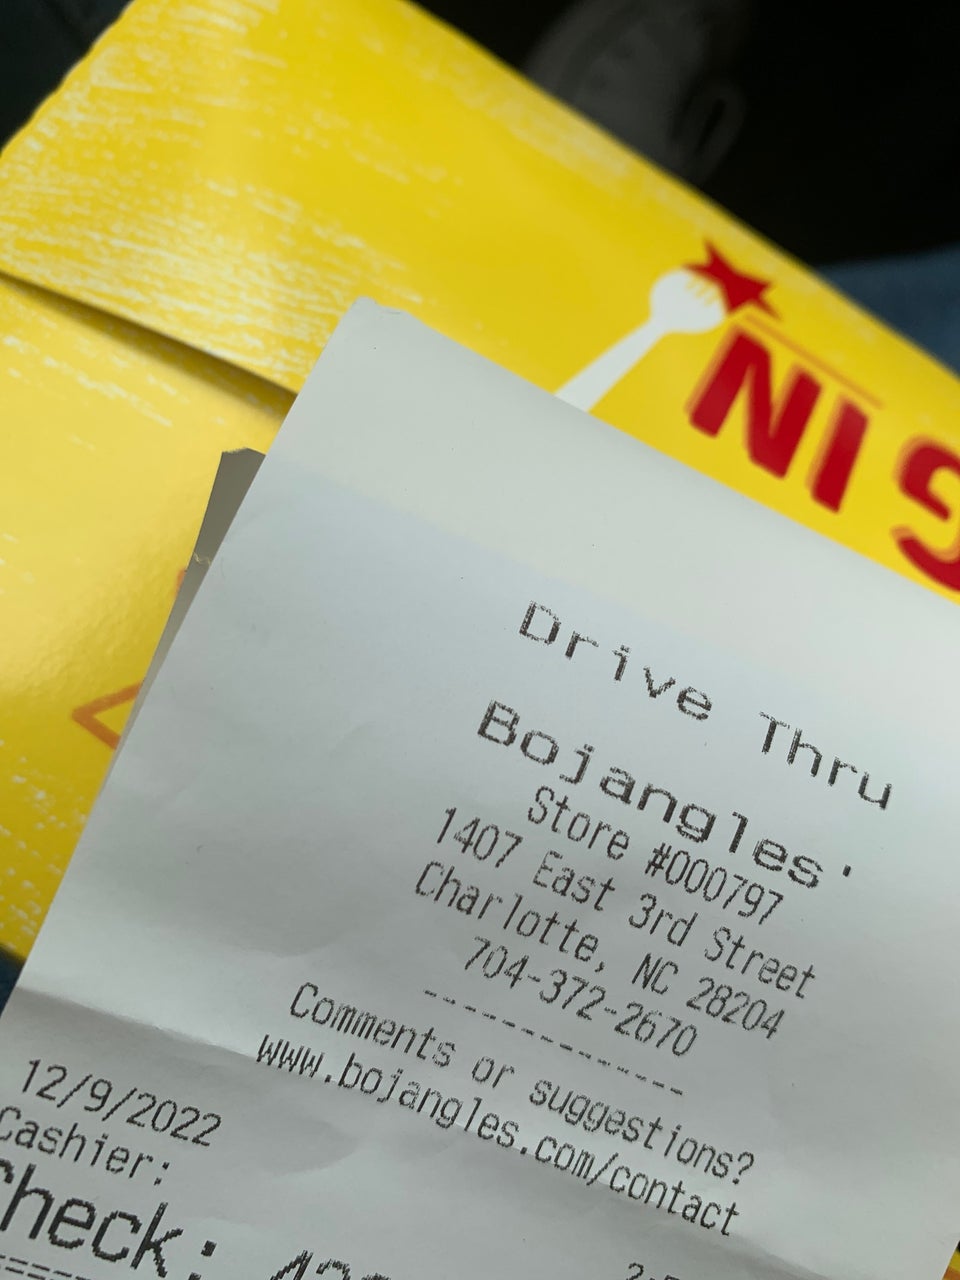 NIS
Drive Thru
Bojangles'
Store #000797
1407 East 3rd Street
Charlotte, NC 28204
704-372-2670
------------
Comments or suggestions?
www.bojangles.com/contact
12/9/2022
Cashier:
Check: